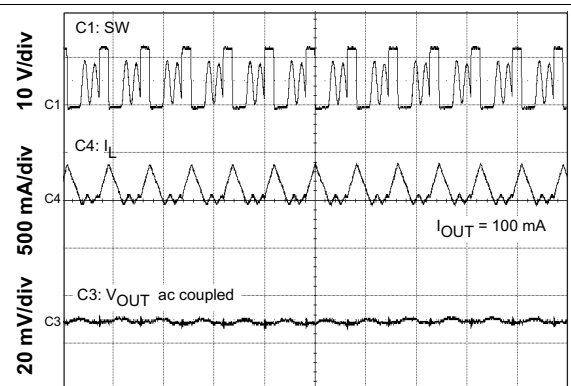 C1: SW
10 V/div
C1
C4: IL
500 mA/div
C4
IOUT = 100 mA
C3: VOUT ac coupled
20 mV/div
C3